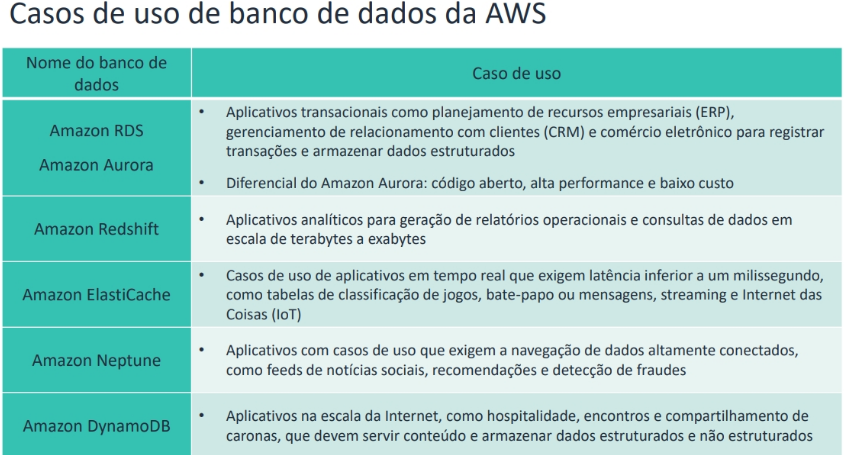 Casos de uso de banco de dados da AWS
Nome do banco de
dados
Caso de uso
Amazon RDS
Amazon Aurora
• Aplicativos transacionais como planejamento de recursos empresariais (ERP),
gerenciamento de relacionamento com clientes (CRM) e comércio eletrônico para registrar
transações e armazenar dados estruturados
• Diferencial do Amazon Aurora: código aberto, alta performance e baixo custo
Amazon Redshift
• Aplicativos analíticos para geração de relatórios operacionais e consultas de dados em
escala de terabytes a exabytes
Amazon ElastiCache
• Casos de uso de aplicativos em tempo real que exigem latência inferior a um milissegundo,
como tabelas de classificação de jogos, bate-papo ou mensagens, streaming e Internet das
Coisas (IoT)
Amazon Neptune
• Aplicativos com casos de uso que exigem a navegação de dados altamente conectados,
como feeds de notícias sociais, recomendações e detecção de fraudes
Amazon DynamoDB
• Aplicativos na escala da Internet, como hospitalidade, encontros e compartilhamento de
caronas, que devem servir conteúdo e armazenar dados estruturados e não estruturados